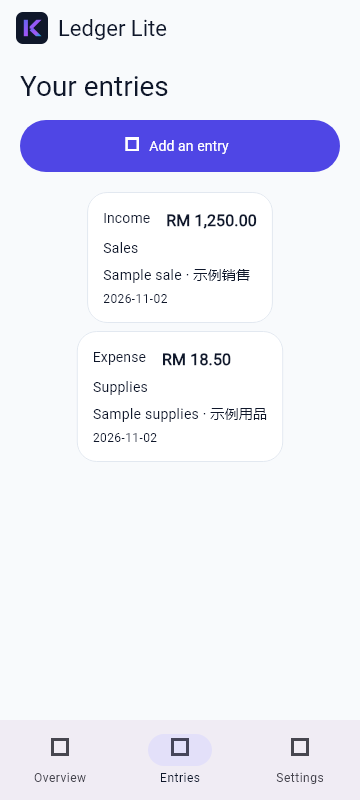 Ledger Lite
Your entries
Add an entry
Income RM 1,250.00
Sales
Sample sale · 示例销售
2026-11-02
Expense RM 18.50
Supplies
Sample supplies · 示例用品
2026-11-02
Overview Entries Settings